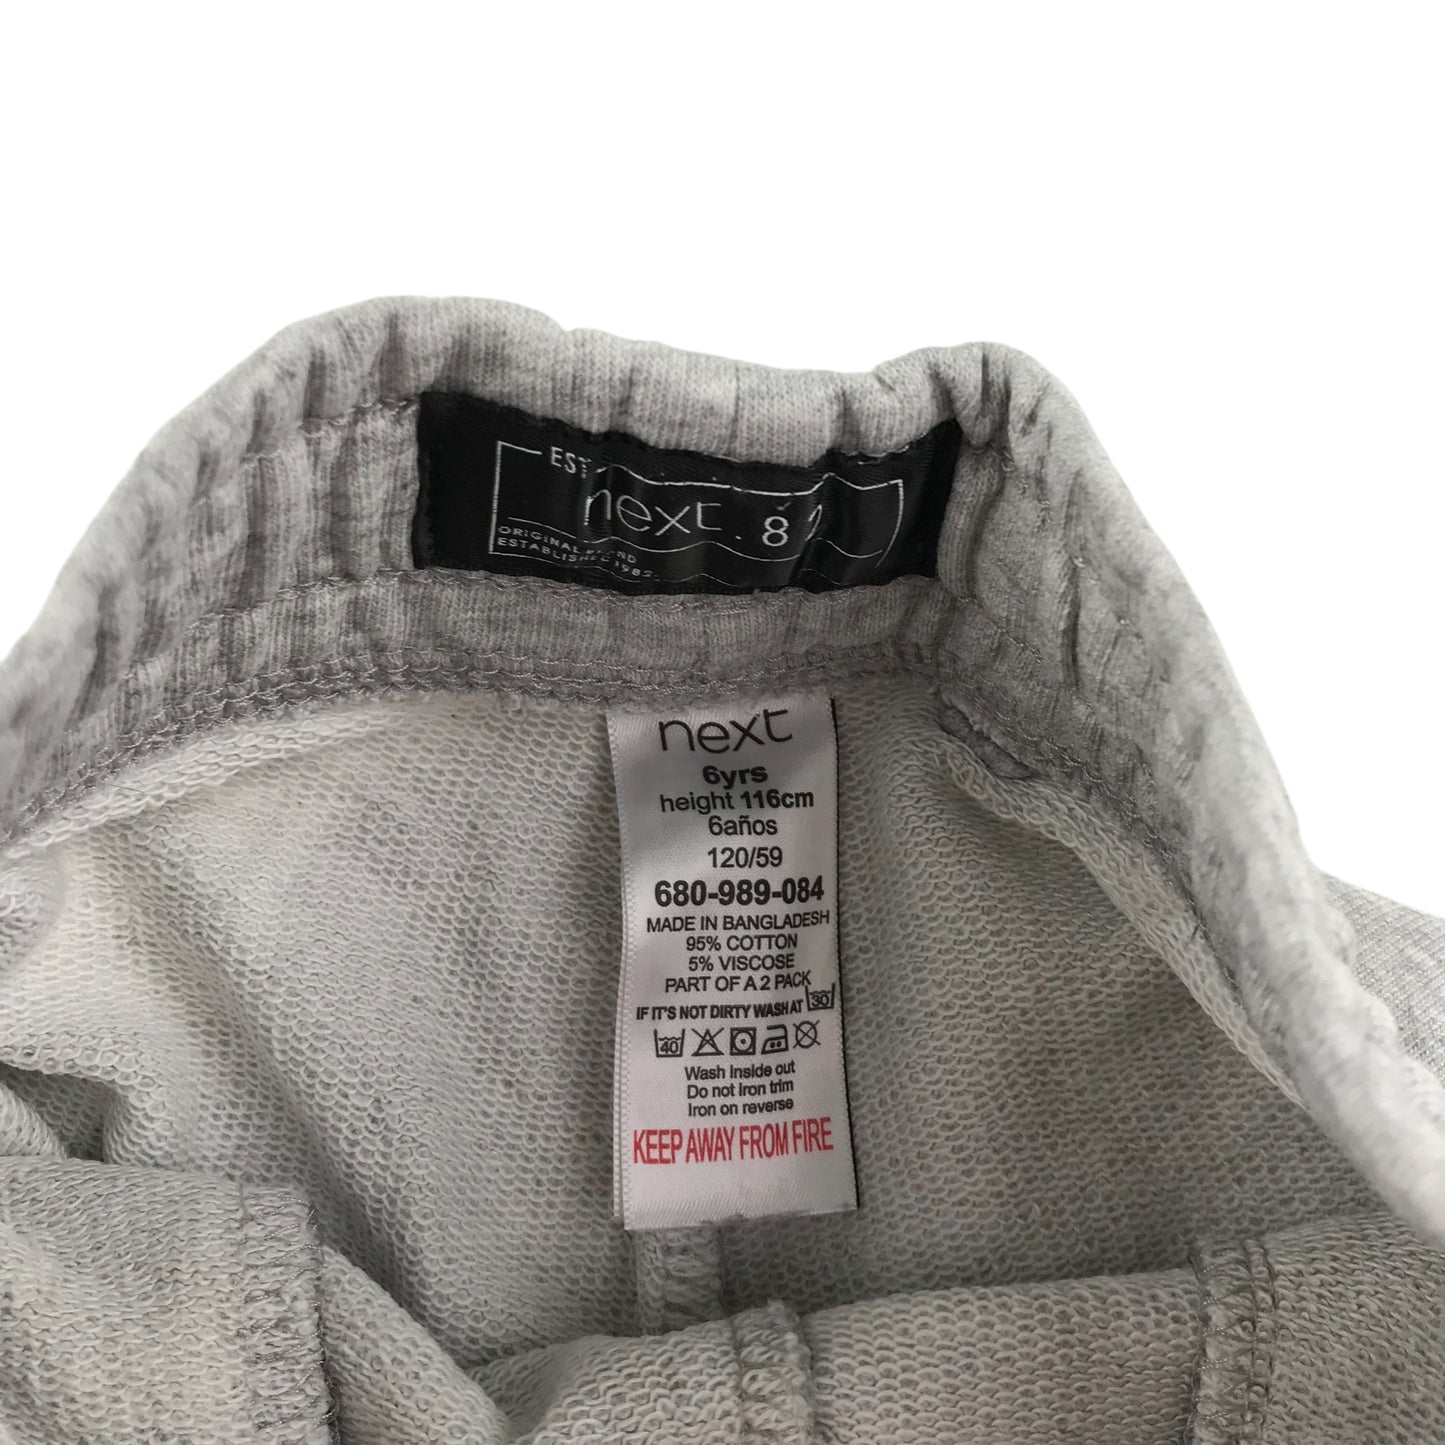 EST
next. 8
ORIGINAL
ESTABLISHED 1982
next
6yrs
height 116cm
6años
120/59
680-989-084
MADE IN BANGLADESH
95% COTTON
5% VISCOSE
PART OF A 2 PACK
IF IT'S NOT DIRTY WASH AT 30
40
Wash inside out
Do not iron trim
Iron on reverse
KEEP AWAY FROM FIRE